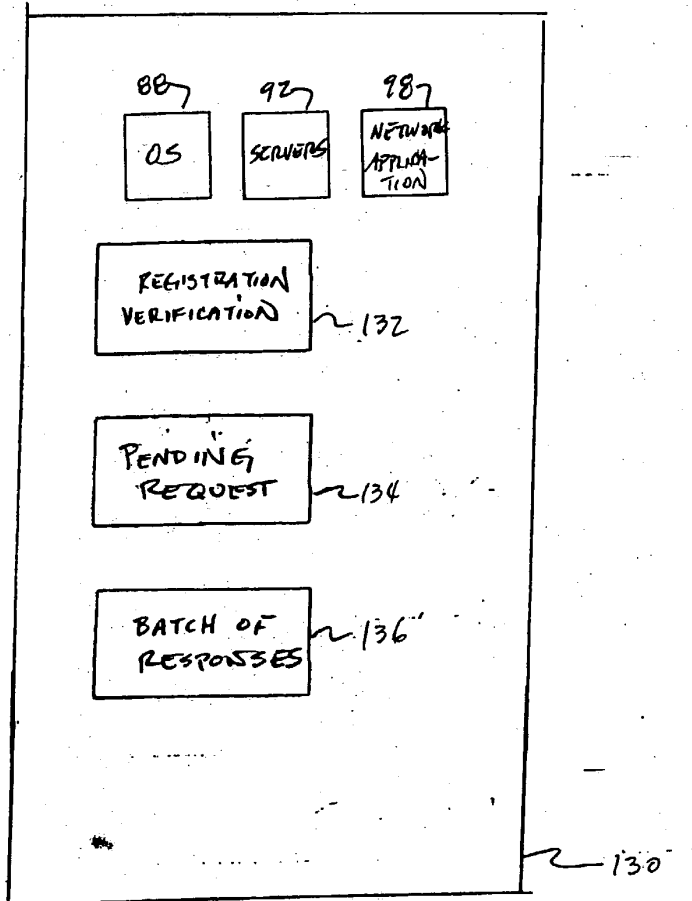 88 92 98
OS
SERVERS
NETWORK
APPLICA-
TION
REGISTRATION
VERIFICATION
132
PENDING
REQUEST
134
BATCH OF
RESPONSES
136
130